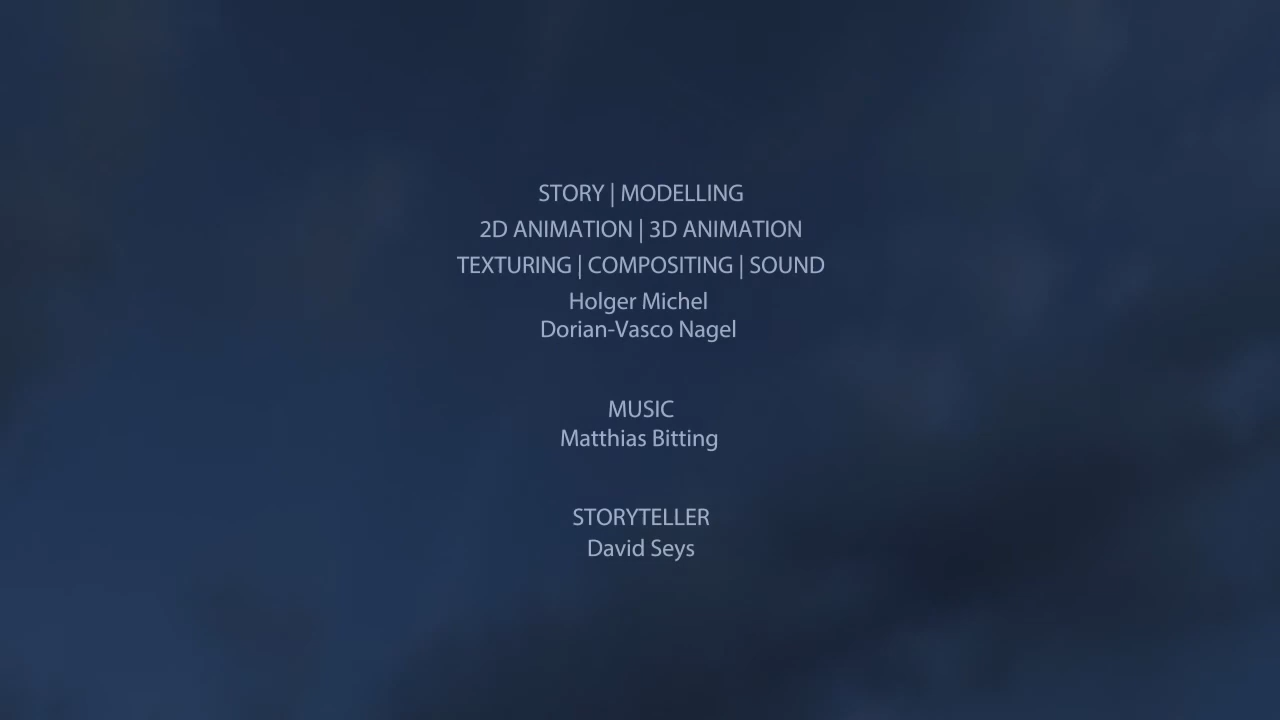 STORY | MODELLING
2D ANIMATION | 3D ANIMATION
TEXTURING | COMPOSITING | SOUND
Holger Michel
Dorian-Vasco Nagel
MUSIC
Matthias Bitting
STORYTELLER
David Seys